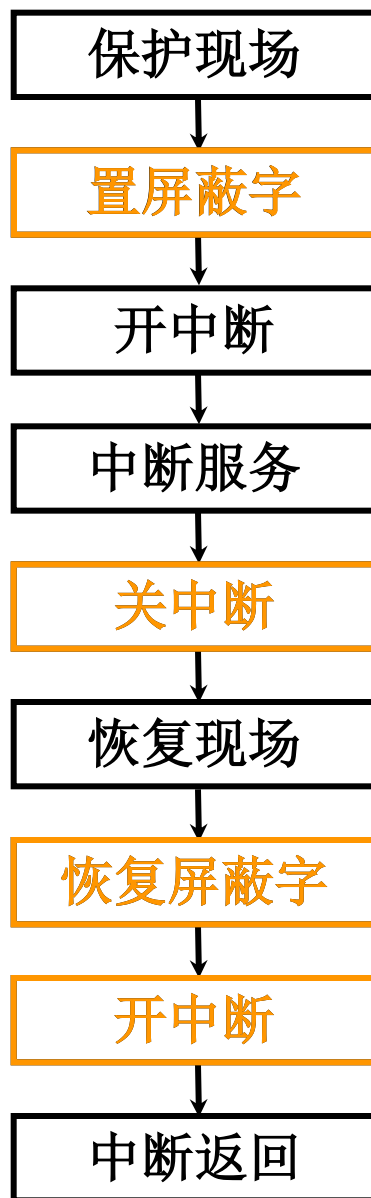 保护现场
置屏蔽字
开中断
中断服务
关中断
恢复现场
恢复屏蔽字
开中断
中断返回